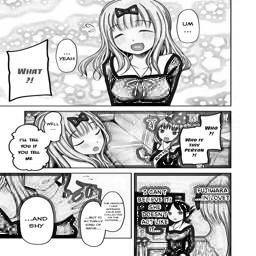 UM...
...
YEAH
WHAT
?!
WHO
?!
WHO IS
THIS
PERSON
?!
WELL
I'LL TELL
YOU IF
YOU TELL
ME
FUJIWARA
IN LOVE?
I CAN'T
BELIEVE IT!
SHE
DOESN'T
ACT LIKE
IT...
...AND
SHY